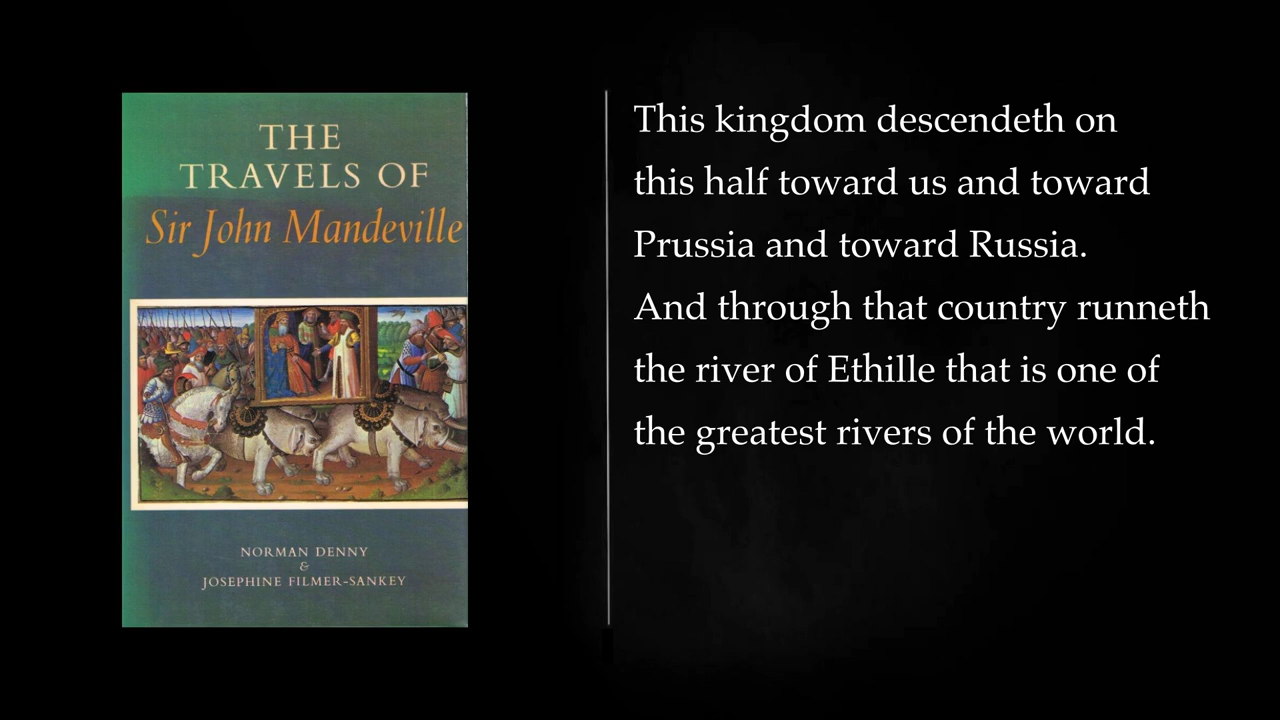 THE
TRAVELS OF
Sir John Mandeville
NORMAN DENNY
&
JOSEPHINE FILMER-SANKEY
This kingdom descendeth on
this half toward us and toward
Prussia and toward Russia.
And through that country runneth
the river of Ethille that is one of
the greatest rivers of the world.